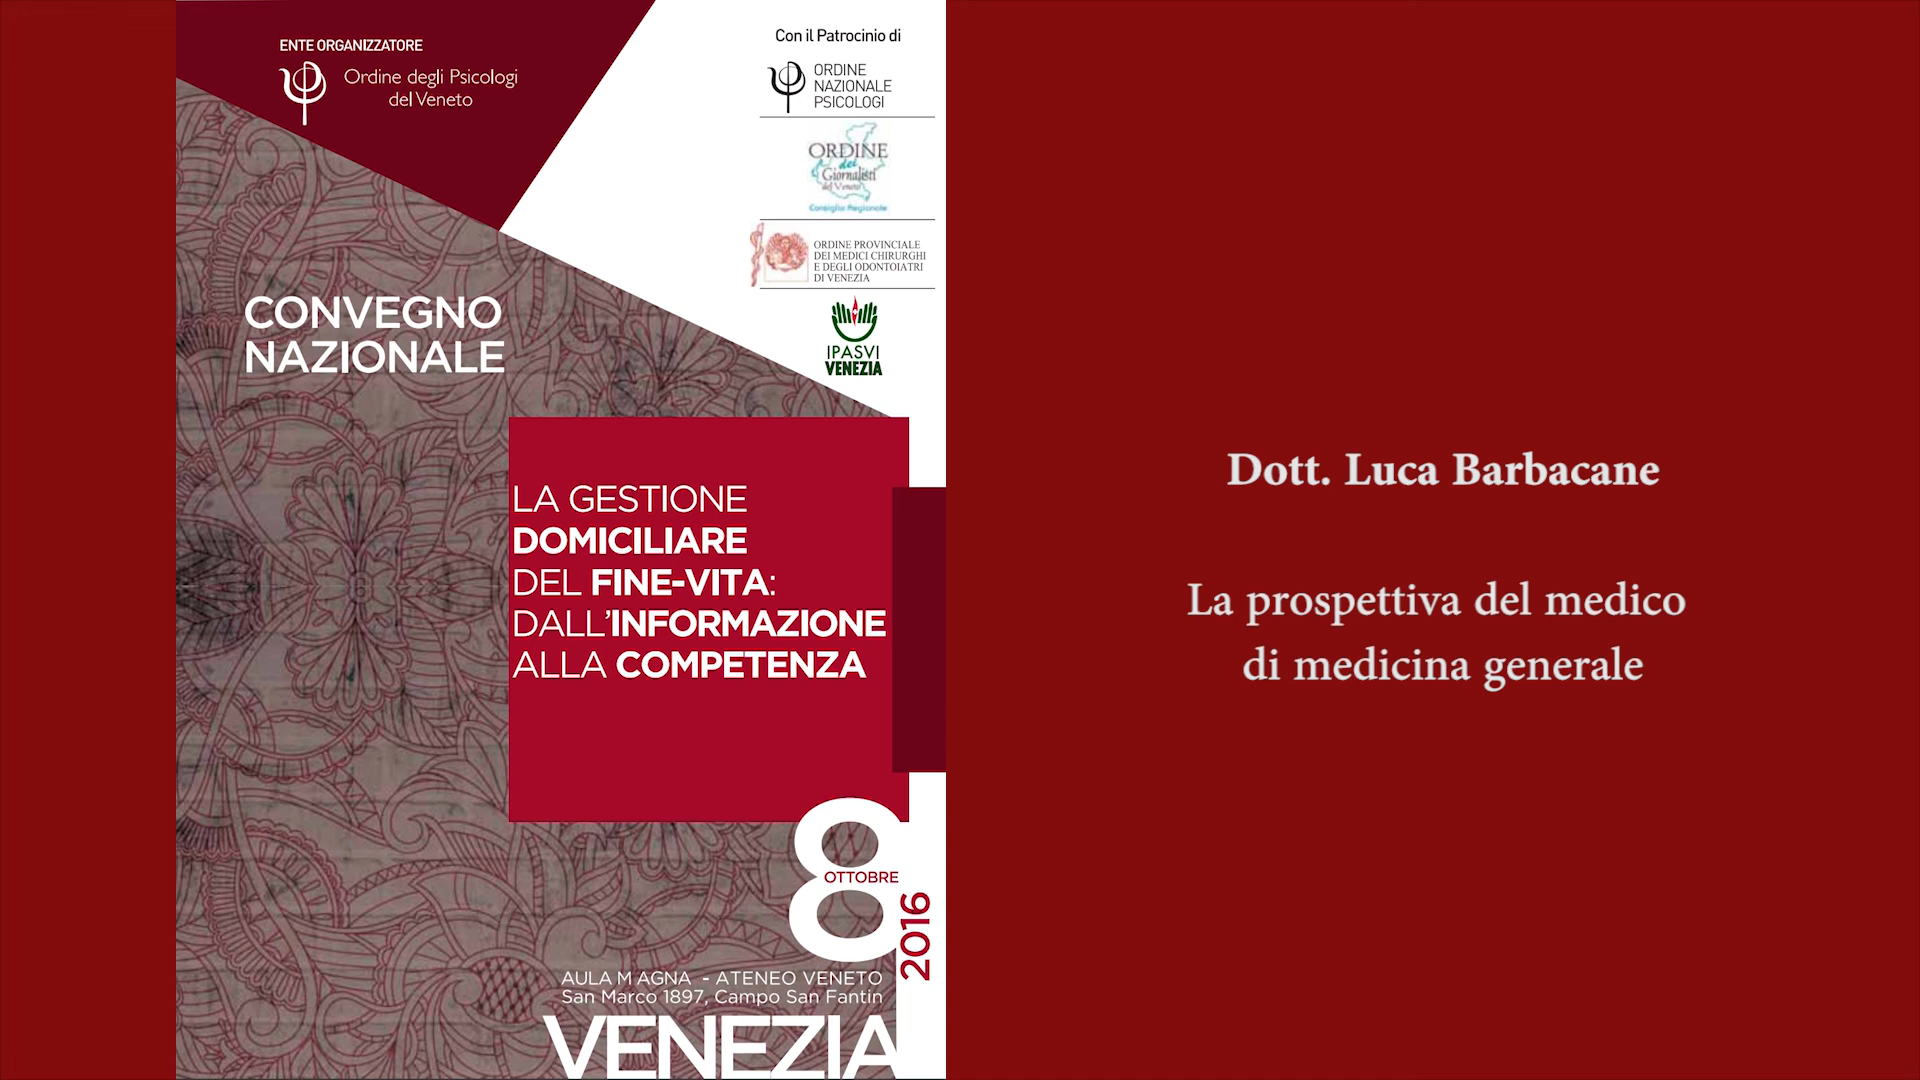 ENTE ORGANIZZATORE
Ordine degli Psicologi
del Veneto
Con il Patrocinio di
ORDINE
NAZIONALE
PSICOLOGI
ORDINE
dei
Giornalisti
del Veneto
Consiglio Regionale
ORDINE PROVINCIALE
DEI MEDICI CHIRURGHI
E DEGLI ODONTOIATRI
DI VENEZIA
IPASVI
VENEZIA
CONVEGNO
NAZIONALE
LA GESTIONE
DOMICILIARE
DEL FINE-VITA:
DALL'INFORMAZIONE
ALLA COMPETENZA
8
OTTOBRE
2016
AULA M AGNA - ATENEO VENETO
San Marco 1897, Campo San Fantin
VENEZIA
Dott. Luca Barbacane
La prospettiva del medico
di medicina generale